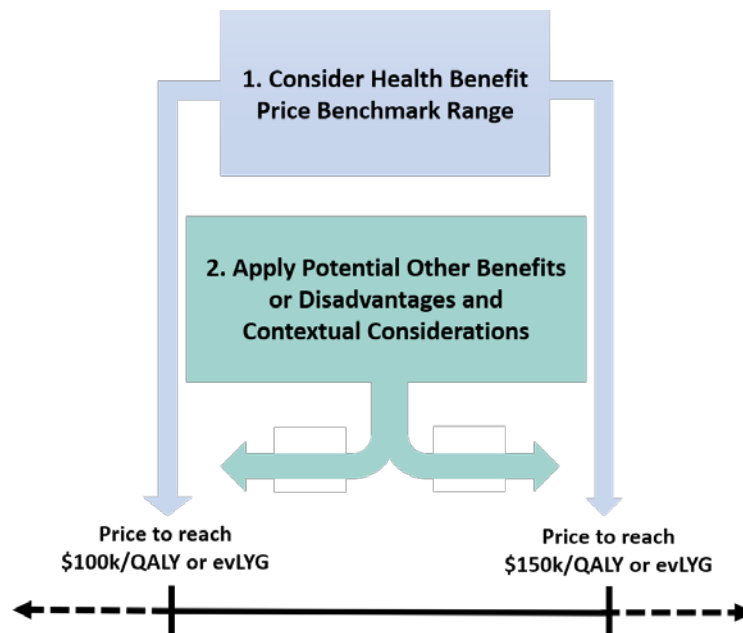 1. Consider Health Benefit
Price Benchmark Range
2. Apply Potential Other Benefits
or Disadvantages and
Contextual Considerations
Price to reach
$100k/QALY or evLYG
Price to reach
$150k/QALY or evLYG